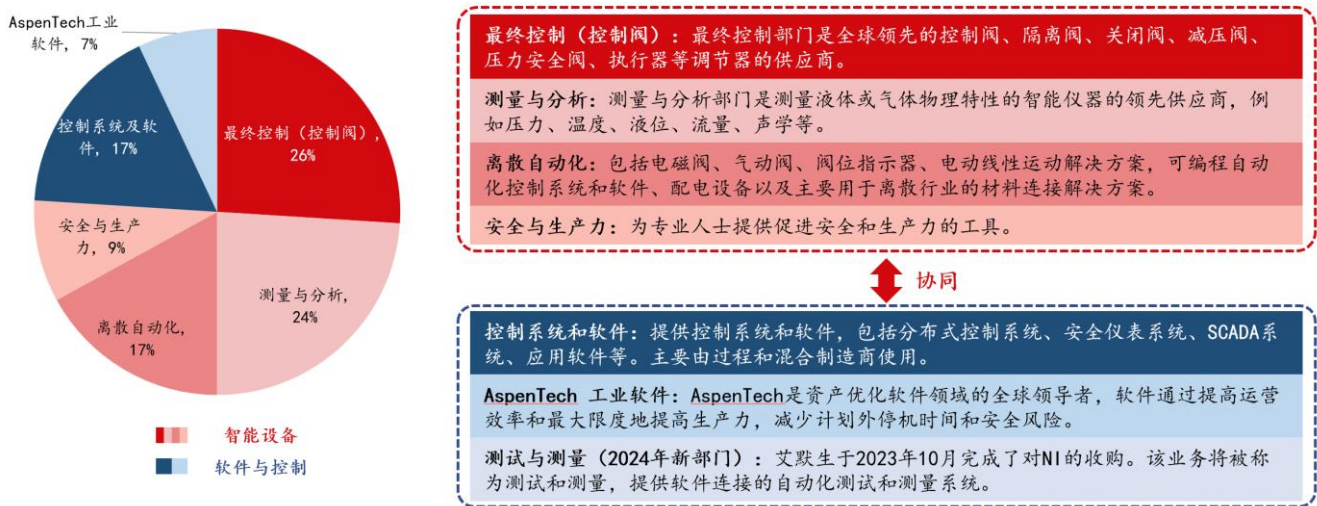 AspenTech工业
软件, 7%
控制系统及软
件, 17%
最终控制（控制阀）,
26%
安全与生产
力, 9%
测量与分析,
24%
离散自动化,
17%
智能设备
软件与控制
最终控制（控制阀）：最终控制部门是全球领先的控制阀、隔离阀、关闭阀、减压阀、
压力安全阀、执行器等调节器的供应商。
测量与分析：测量与分析部门是测量液体或气体物理特性的智能仪器的领先供应商，例
如压力、温度、液位、流量、声学等。
离散自动化：包括电磁阀、气动阀、阀位指示器、电动线性运动解决方案，可编程自动
化控制系统和软件、配电设备以及主要用于离散行业的材料连接解决方案。
安全与生产力：为专业人士提供促进安全和生产力的工具。
协同
控制系统和软件：提供控制系统和软件，包括分布式控制系统、安全仪表系统、SCADA系
统、应用软件等。主要由过程和混合制造商使用。
AspenTech 工业软件：AspenTech是资产优化软件领域的全球领导者，软件通过提高运营
效率和最大限度地提高生产力，减少计划外停机时间和安全风险。
测试与测量（2024年新部门）：艾默生于2023年10月完成了对NI的收购。该业务将被称
为测试和测量，提供软件连接的自动化测试和测量系统。